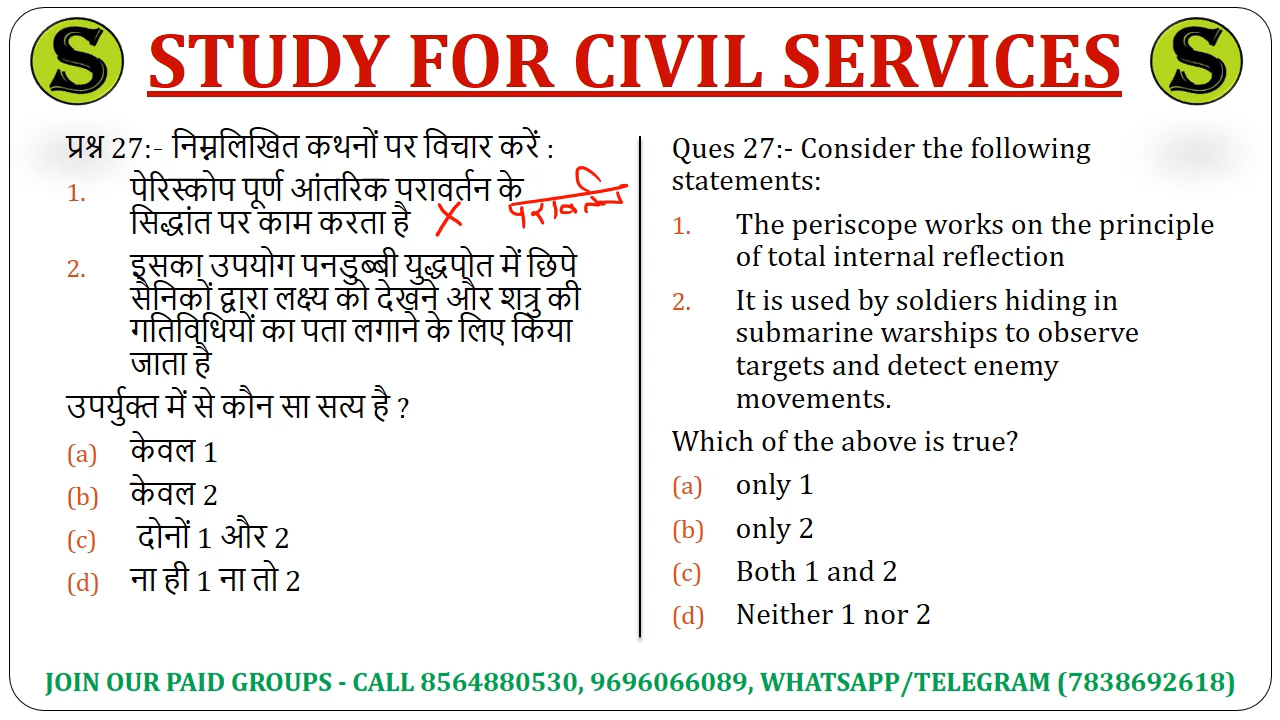 S STUDY FOR CIVIL SERVICES S
प्रश्न 27:- निम्नलिखित कथनों पर विचार करें :
1. पेरिस्कोप पूर्ण आंतरिक परावर्तन के
सिद्धांत पर काम करता है
परावर्तन
2. इसका उपयोग पनडुब्बी युद्धपोत में छिपे
सैनिकों द्वारा लक्ष्य को देखने और शत्रु की
गतिविधियों का पता लगाने के लिए किया
जाता है
उपर्युक्त में से कौन सा सत्य है ?
(a) केवल 1
(b) केवल 2
(c) दोनों 1 और 2
(d) ना ही 1 ना तो 2
Ques 27:- Consider the following
statements:
1. The periscope works on the principle
of total internal reflection
2. It is used by soldiers hiding in
submarine warships to observe
targets and detect enemy
movements.
Which of the above is true?
(a) only 1
(b) only 2
(c) Both 1 and 2
(d) Neither 1 nor 2
JOIN OUR PAID GROUPS - CALL 8564880530, 9696066089, WHATSAPP/TELEGRAM (7838692618)